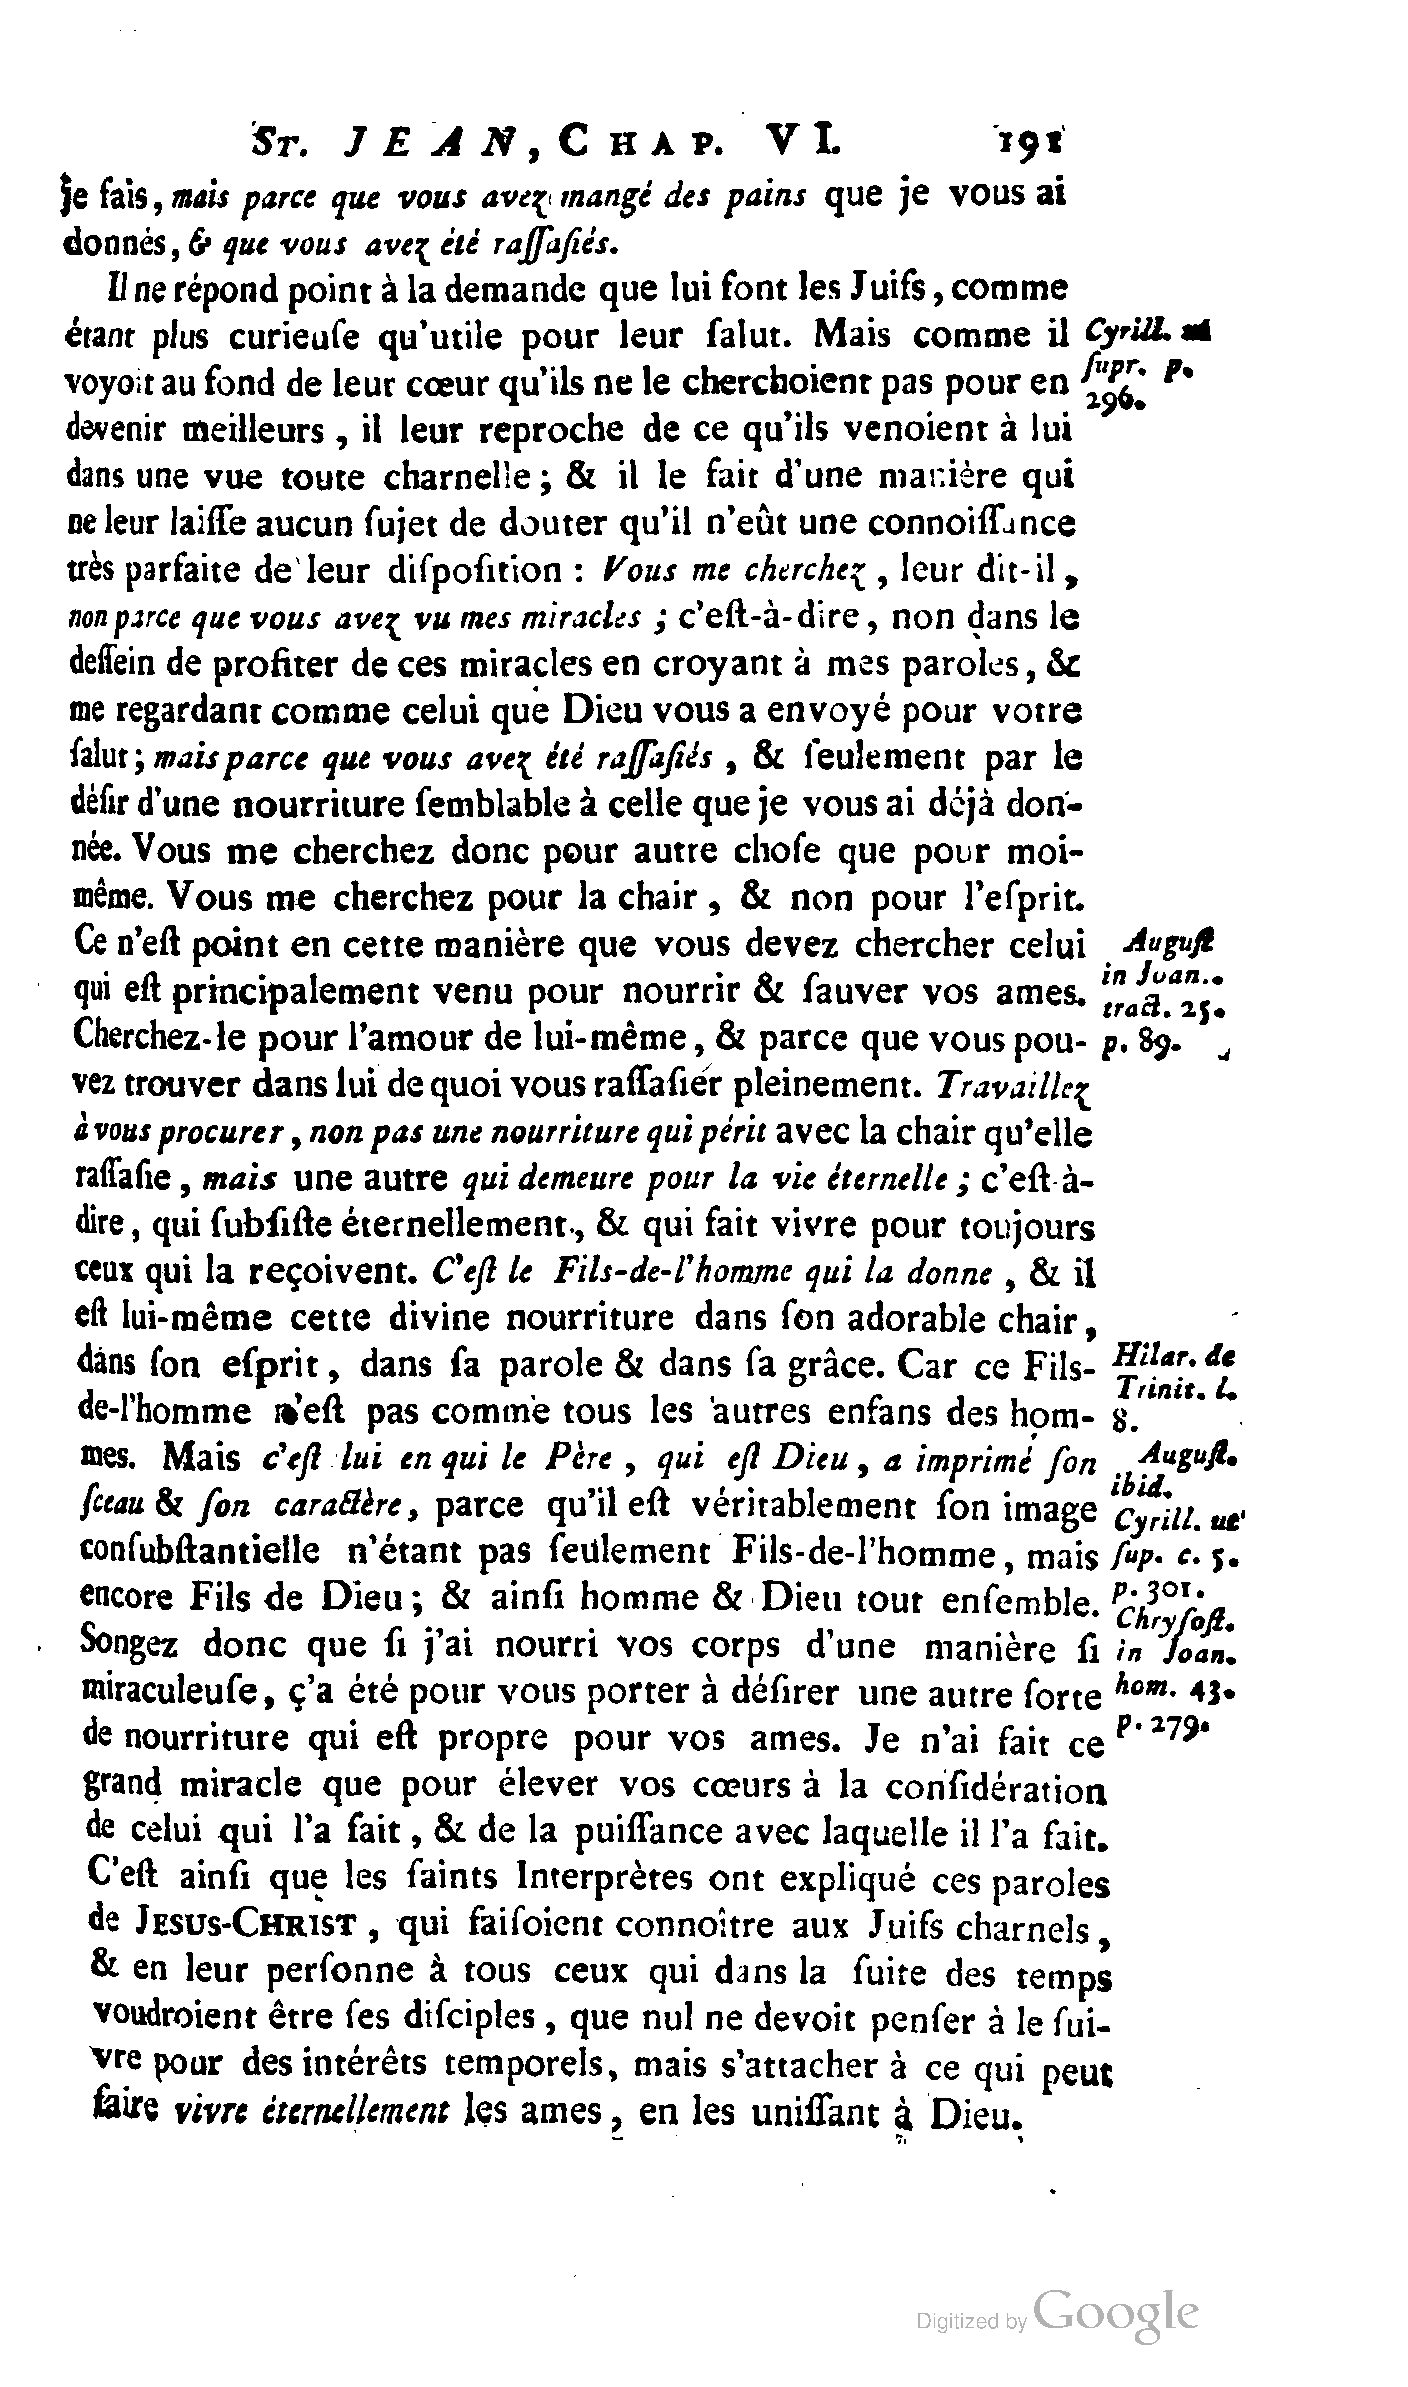 St. JEAN, Chap. VI. 191
je fais, mais parce que vous avez mangé des pains que je vous ai
donnés, & que vous avez été raſſaſiés.
Il ne répond point à la demande que lui font les Juifs, comme
étant plus curieuſe qu'utile pour leur ſalut. Mais comme il
voyoit au fond de leur cœur qu'ils ne le cherchoient pas pour en
devenir meilleurs, il leur reproche de ce qu'ils venoient à lui
dans une vue toute charnelle; & il le fait d'une manière qui
ne leur laiſſe aucun ſujet de douter qu'il n'eût une connoiſſance
très parfaite de leur diſpoſition : Vous me cherchez, leur dit-il,
non parce que vous avez vu mes miracles; c'eſt-à-dire, non dans le
deſſein de profiter de ces miracles en croyant à mes paroles, &
me regardant comme celui que Dieu vous a envoyé pour votre
ſalut; mais parce que vous avez été raſſaſiés, & ſeulement par le
déſir d'une nourriture ſemblable à celle que je vous ai déjà don-
née. Vous me cherchez donc pour autre choſe que pour moi-
même. Vous me cherchez pour la chair, & non pour l'eſprit.
Ce n'eſt point en cette manière que vous devez chercher celui
qui eſt principalement venu pour nourrir & ſauver vos ames.
Cherchez-le pour l'amour de lui-même, & parce que vous pou-
vez trouver dans lui de quoi vous raſſaſier pleinement. Travaillez
à vous procurer, non pas une nourriture qui périt avec la chair qu'elle
raſſaſie, mais une autre qui demeure pour la vie éternelle; c'eſt-à-
dire, qui ſubſiſte éternellement, & qui fait vivre pour toujours
ceux qui la reçoivent. C'eſt le Fils-de-l'homme qui la donne, & il
eſt lui-même cette divine nourriture dans ſon adorable chair,
dans ſon eſprit, dans ſa parole & dans ſa grâce. Car ce Fils-
de-l'homme n'eſt pas comme tous les autres enfans des hom-
mes. Mais c'eſt lui en qui le Père, qui eſt Dieu, a imprimé ſon
ſceau & ſon caractère, parce qu'il eſt véritablement ſon image
conſubſtantielle n'étant pas ſeulement Fils-de-l'homme, mais
encore Fils de Dieu; & ainſi homme & Dieu tout enſemble.
Songez donc que ſi j'ai nourri vos corps d'une manière ſi
miraculeuſe, ç'a été pour vous porter à déſirer une autre ſorte
de nourriture qui eſt propre pour vos ames. Je n'ai fait ce
grand miracle que pour élever vos cœurs à la conſidération
de celui qui l'a fait, & de la puiſſance avec laquelle il l'a fait.
C'eſt ainſi que les ſaints Interprètes ont expliqué ces paroles
de Jesus-Christ, qui faiſoient connoître aux Juifs charnels,
& en leur perſonne à tous ceux qui dans la ſuite des temps
voudroient être ſes diſciples, que nul ne devoit penſer à le ſui-
vre pour des intérêts temporels, mais s'attacher à ce qui peut
faire vivre éternellement les ames, en les uniſſant à Dieu.
Cyrill.
ſupr. p.
296.
Auguſt
in Joan.
tract. 25.
p. 89.
Hilar. de
Trinit. l.
8.
Auguſt.
ibid.
Cyrill. ut
ſup. c. 5.
p. 301.
Chryſoſt.
in Joan.
hom. 43.
p. 279.
Digitized by Google